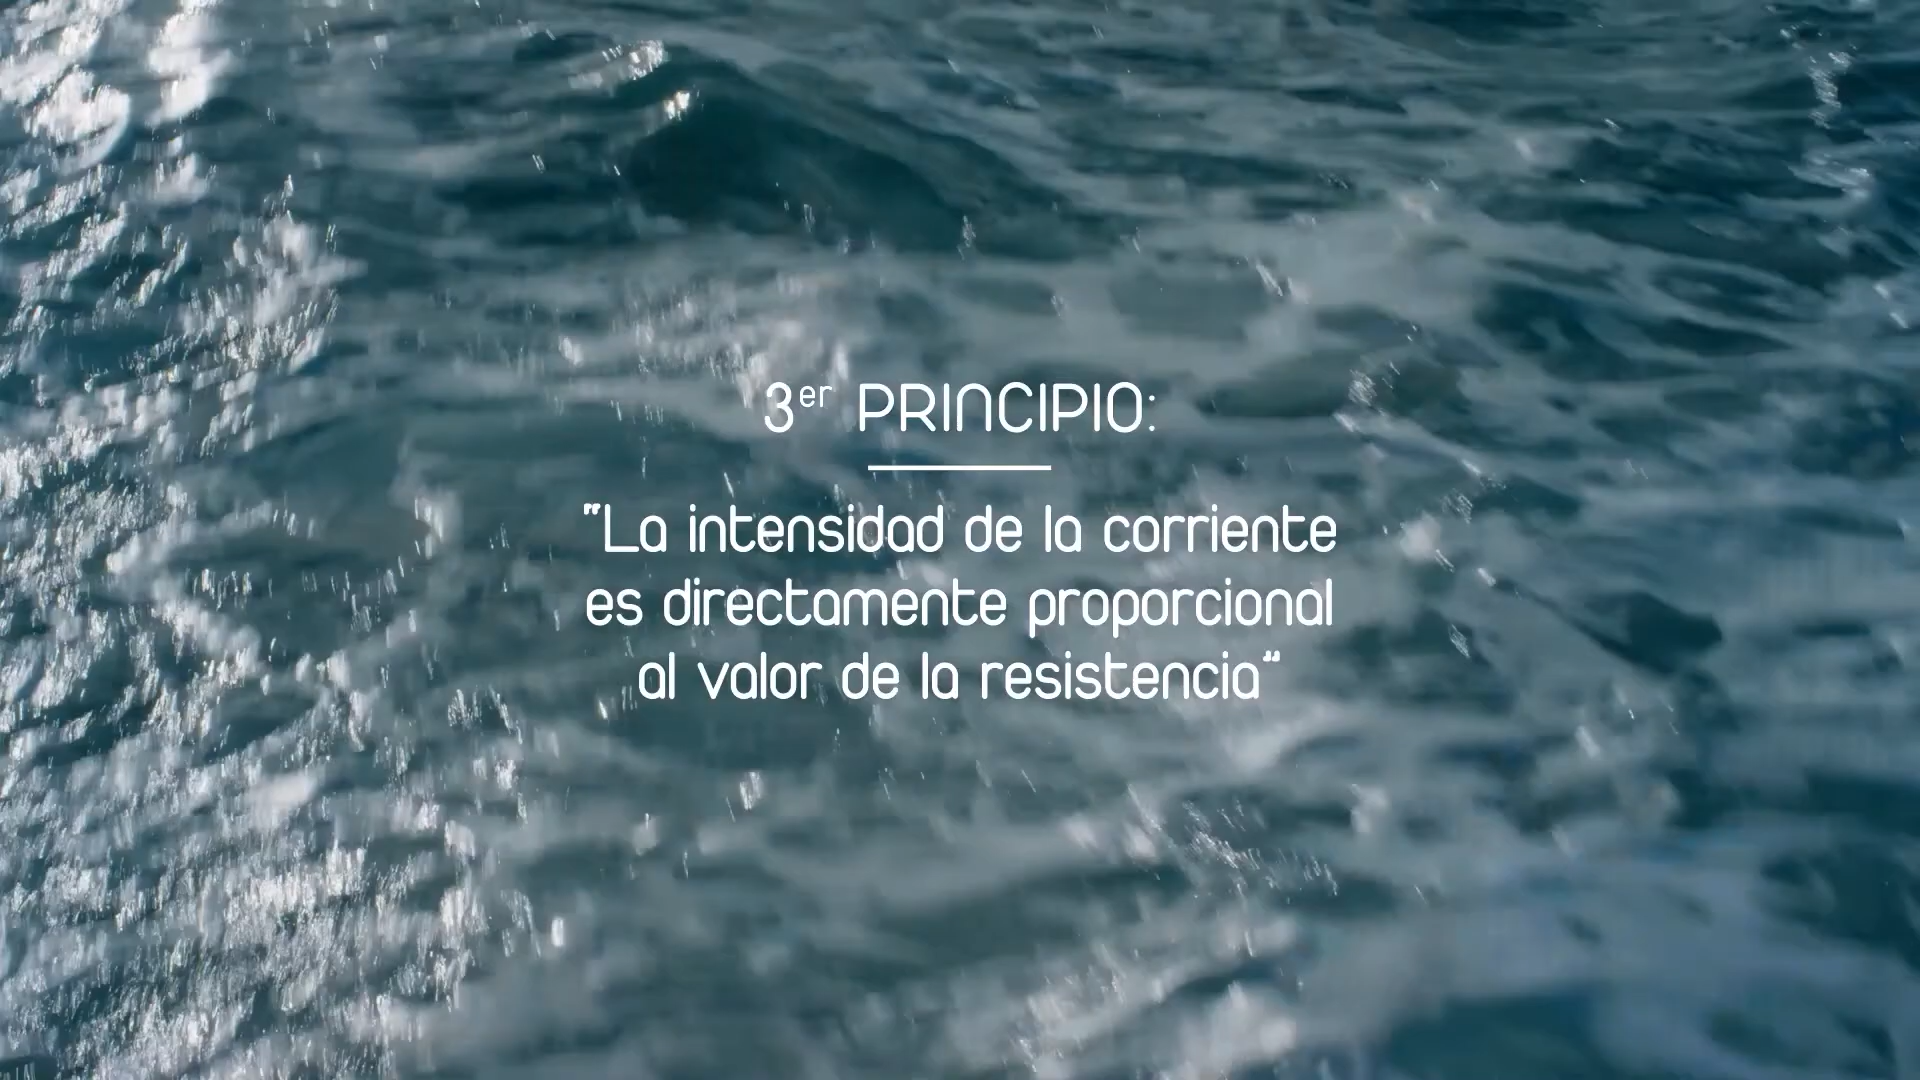 3er PRINCIPIO:
"La intensidad de la corriente
es directamente proporcional
al valor de la resistencia"